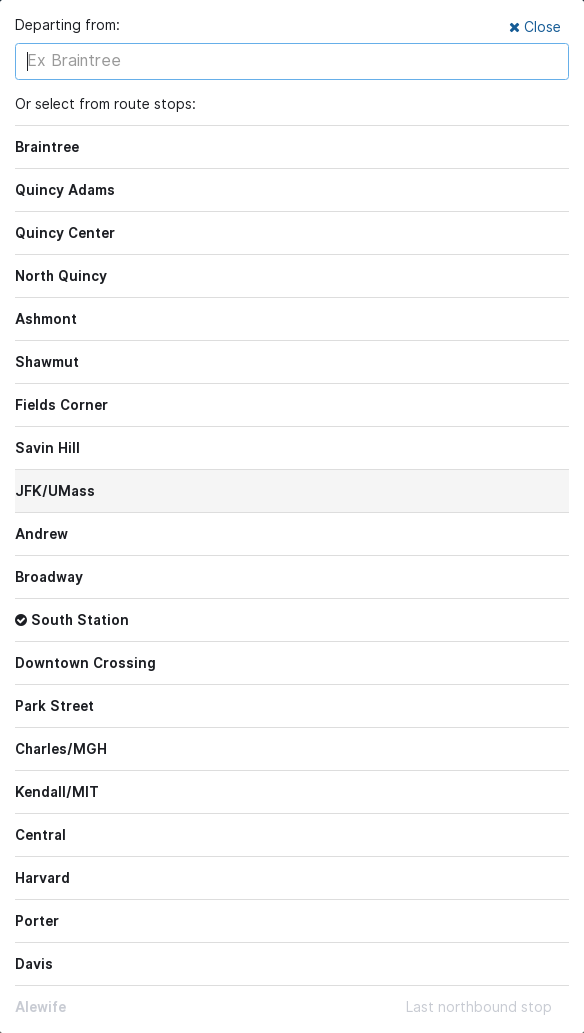 Departing from:
Close
Ex Braintree
Or select from route stops:
Braintree
Quincy Adams
Quincy Center
North Quincy
Ashmont
Shawmut
Fields Corner
Savin Hill
JFK/UMass
Andrew
Broadway
South Station
Downtown Crossing
Park Street
Charles/MGH
Kendall/MIT
Central
Harvard
Porter
Davis
Alewife Last northbound stop